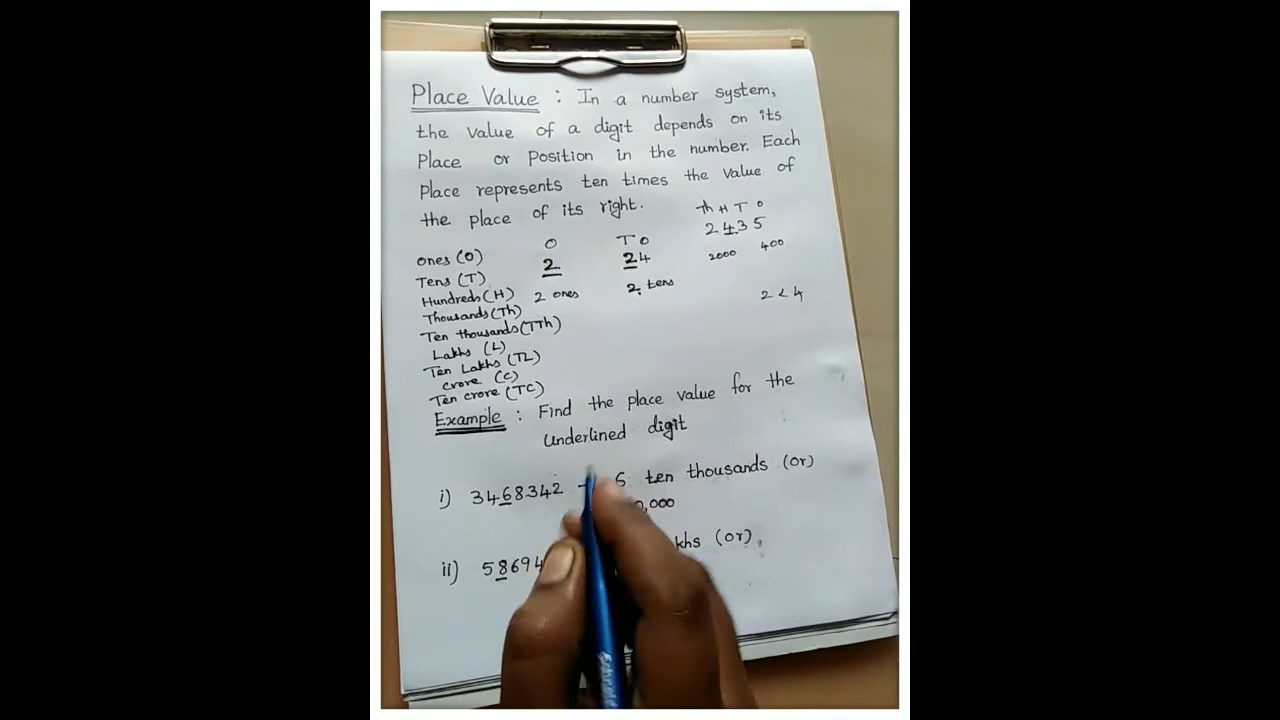 Place Value : In a number system,
the value of a digit depends on its
Place or Position in the number. Each
Place represents ten times the value of
the place of its right.
Th H T O
2 4 3 5
2000 400
2 < 4
O T O
2 24
2 ones 2 tens
Ones (O)
Tens (T)
Hundreds (H)
Thousands (Th)
Ten thousands (TTh)
Lakhs (L)
Ten Lakhs (TL)
Crore (C)
Ten crore (TC)
Example : Find the place value for the
Underlined digit
i) 3468342 6 ten thousands (or)
0,000
ii) 58694 khs (or)